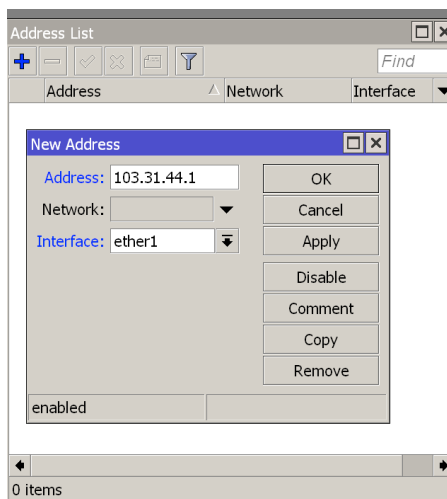 Address List
Find
Address Network Interface
New Address
Address: 103.31.44.1
OK
Network:
Cancel
Interface: ether1
Apply
Disable
Comment
Copy
Remove
enabled
0 items